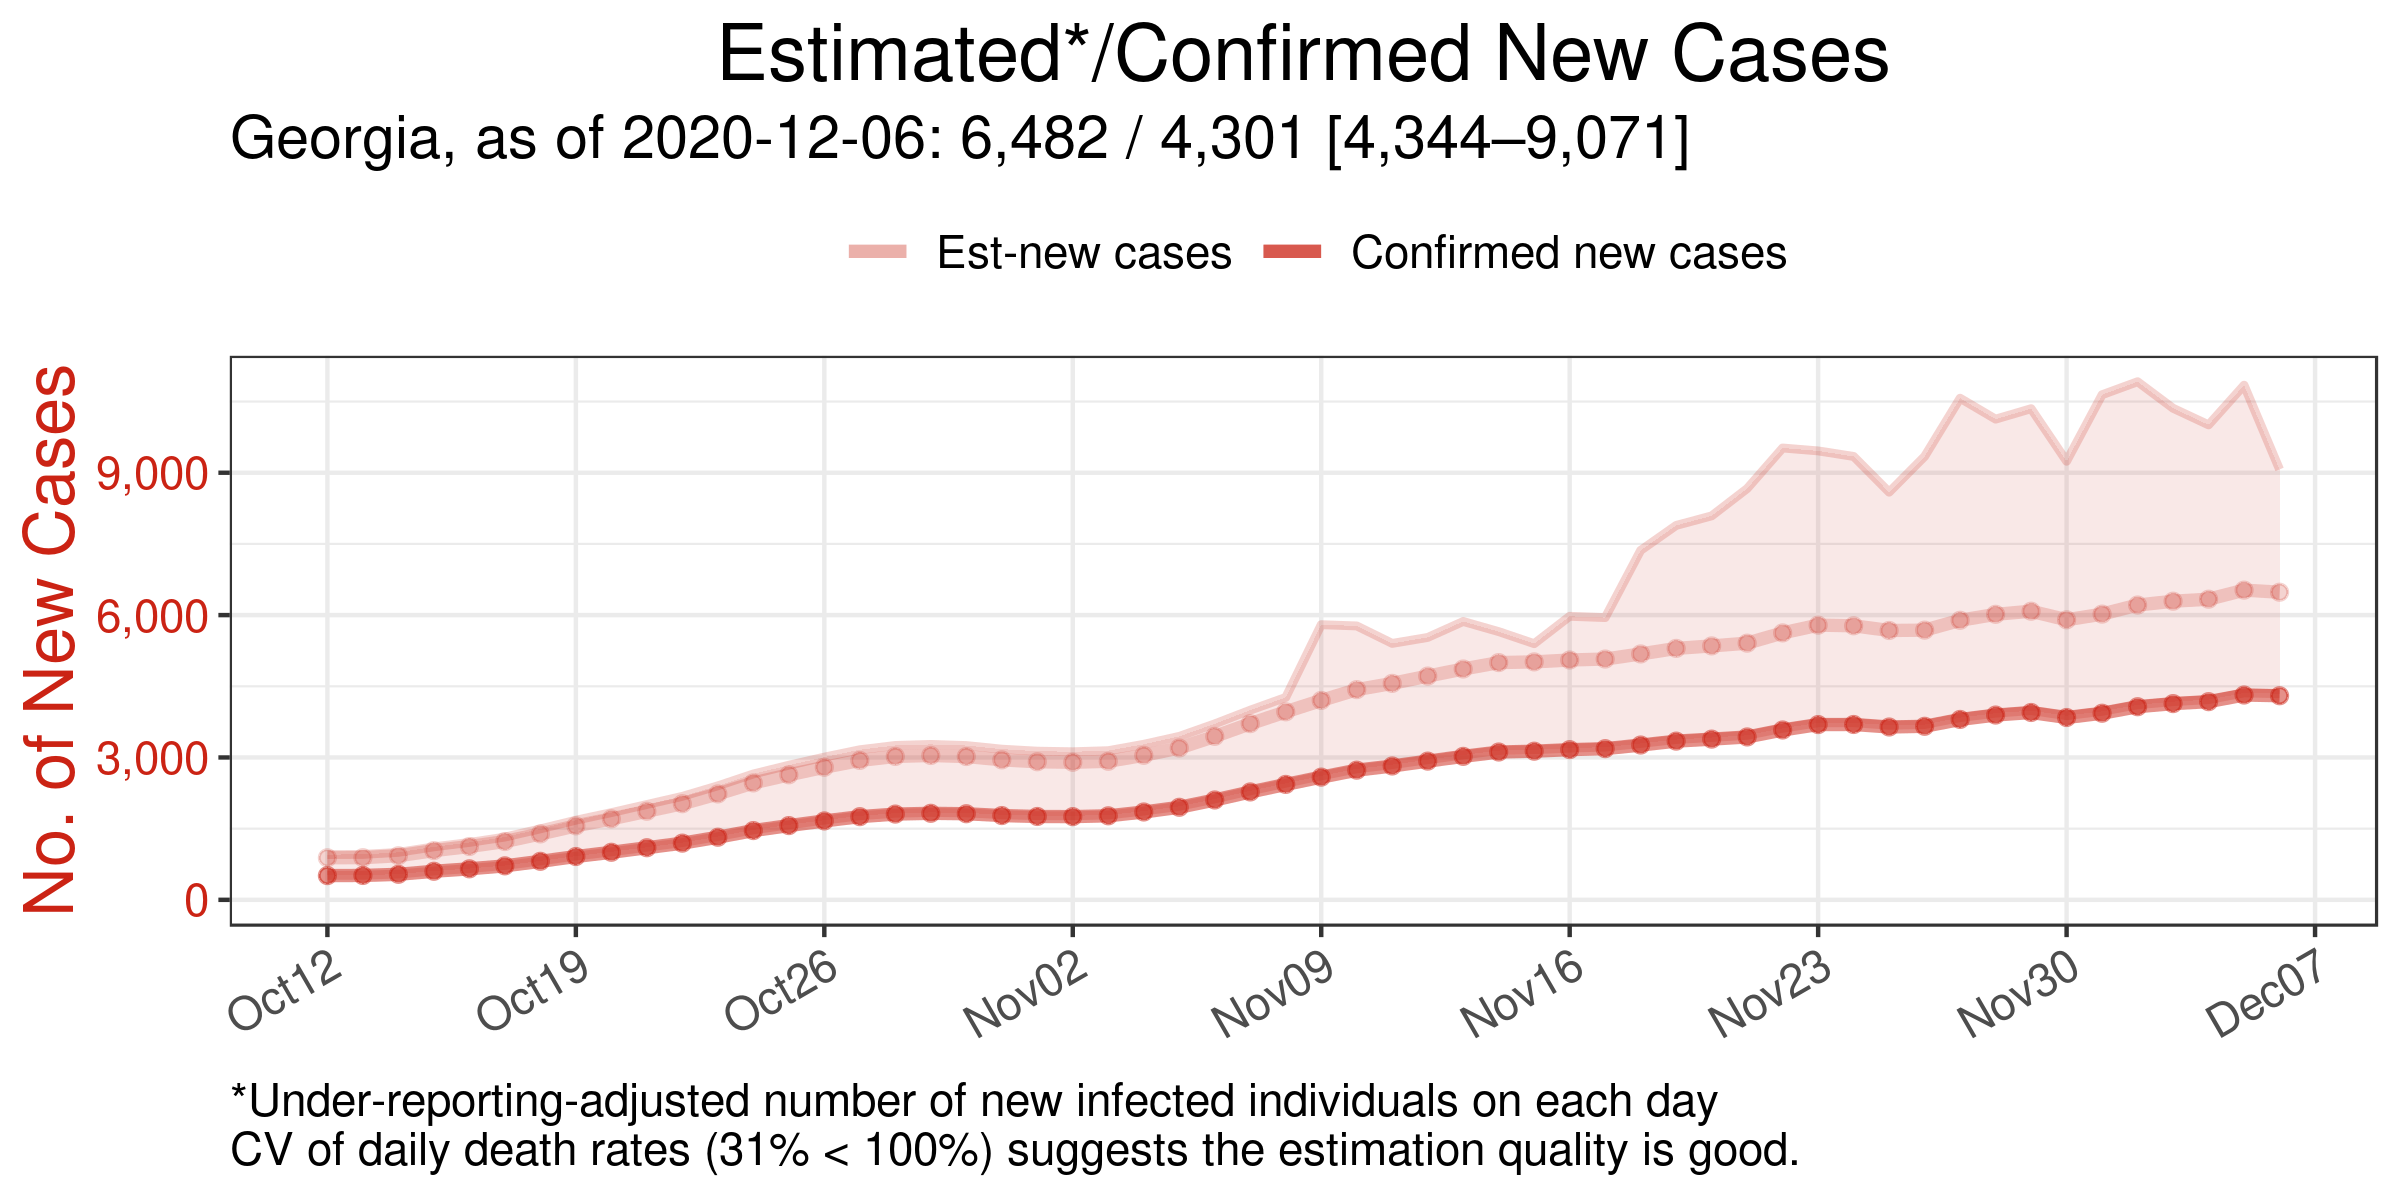 Estimated*/Confirmed New Cases
Georgia, as of 2020-12-06: 6,482 / 4,301 [4,344–9,071]
Est-new cases Confirmed new cases
No. of New Cases
9,000
6,000
3,000
0
Oct12 Oct19 Oct26 Nov02 Nov09 Nov16 Nov23 Nov30 Dec07
*Under-reporting-adjusted number of new infected individuals on each day
CV of daily death rates (31% < 100%) suggests the estimation quality is good.